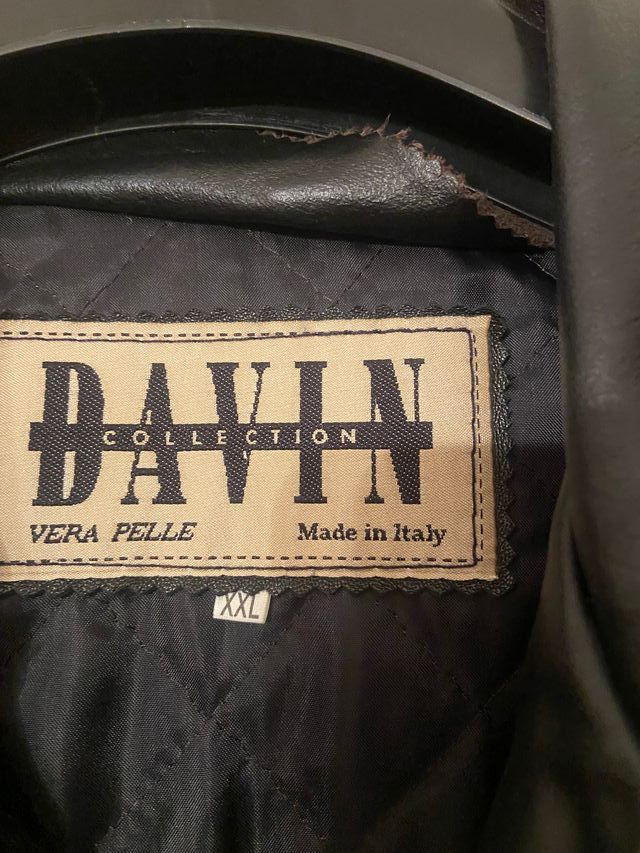 DAVIN
COLLECTION
VERA PELLE Made in Italy
XXL